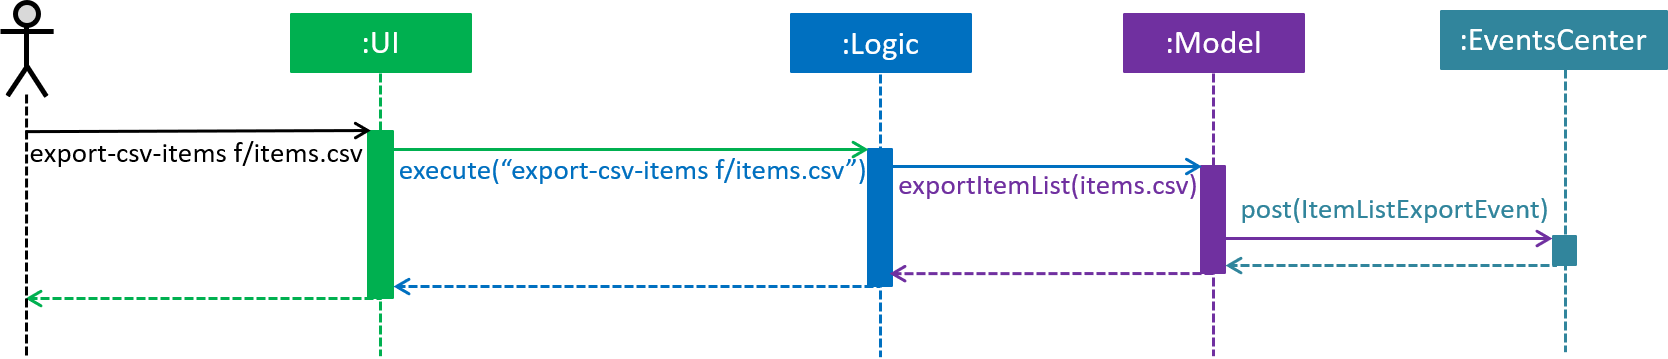 :UI
:Logic
:Model
:EventsCenter
export-csv-items f/items.csv
execute(“export-csv-items f/items.csv”)
exportItemList(items.csv)
post(ItemListExportEvent)